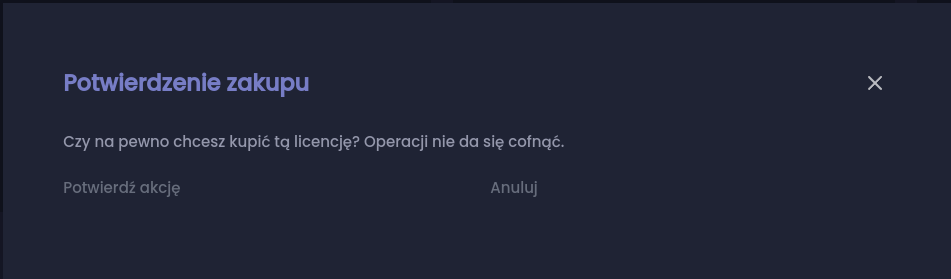 Potwierdzenie zakupu
Czy na pewno chcesz kupić tą licencję? Operacji nie da się cofnąć.
Potwierdź akcję
Anuluj